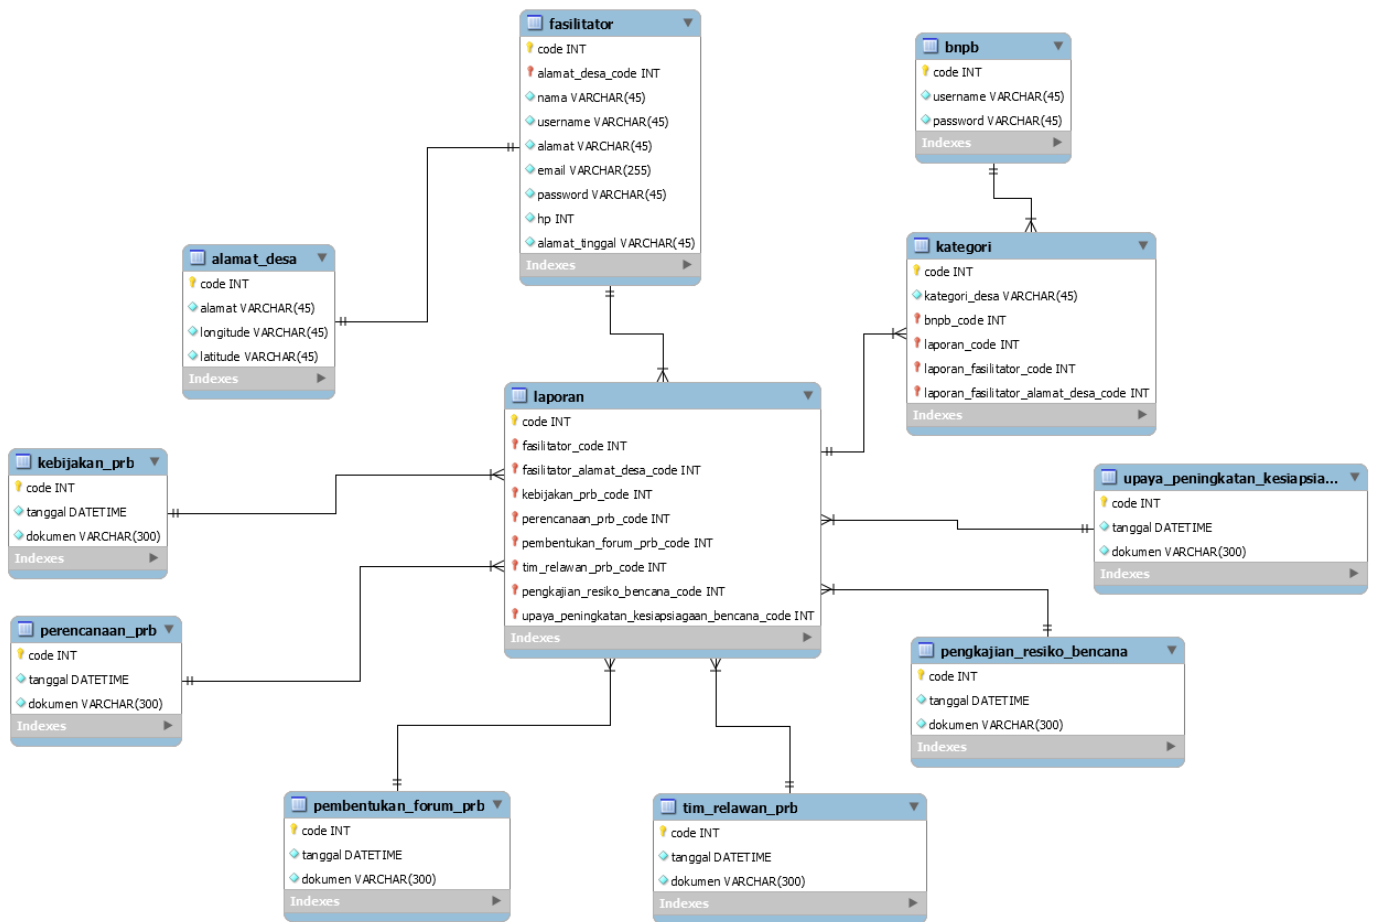 fasilitator
code INT
alamat_desa_code INT
nama VARCHAR(45)
username VARCHAR(45)
alamat VARCHAR(45)
email VARCHAR(255)
password VARCHAR(45)
hp INT
alamat_tinggal VARCHAR(45)
Indexes
bnpb
code INT
username VARCHAR(45)
password VARCHAR(45)
Indexes
alamat_desa
code INT
alamat VARCHAR(45)
longitude VARCHAR(45)
latitude VARCHAR(45)
Indexes
kategori
code INT
kategori_desa VARCHAR(45)
bnpb_code INT
laporan_code INT
laporan_fasilitator_code INT
laporan_fasilitator_alamat_desa_code INT
Indexes
laporan
code INT
fasilitator_code INT
fasilitator_alamat_desa_code INT
kebijakan_prb_code INT
perencanaan_prb_code INT
pembentukan_forum_prb_code INT
tim_relawan_prb_code INT
pengkajian_resiko_bencana_code INT
upaya_peningkatan_kesiapsiagaan_bencana_code INT
Indexes
kebijakan_prb
code INT
tanggal DATETIME
dokumen VARCHAR(300)
Indexes
upaya_peningkatan_kesiapsia...
code INT
tanggal DATETIME
dokumen VARCHAR(300)
Indexes
perencanaan_prb
code INT
tanggal DATETIME
dokumen VARCHAR(300)
Indexes
pengkajian_resiko_bencana
code INT
tanggal DATETIME
dokumen VARCHAR(300)
Indexes
pembentukan_forum_prb
code INT
tanggal DATETIME
dokumen VARCHAR(300)
Indexes
tim_relawan_prb
code INT
tanggal DATETIME
dokumen VARCHAR(300)
Indexes